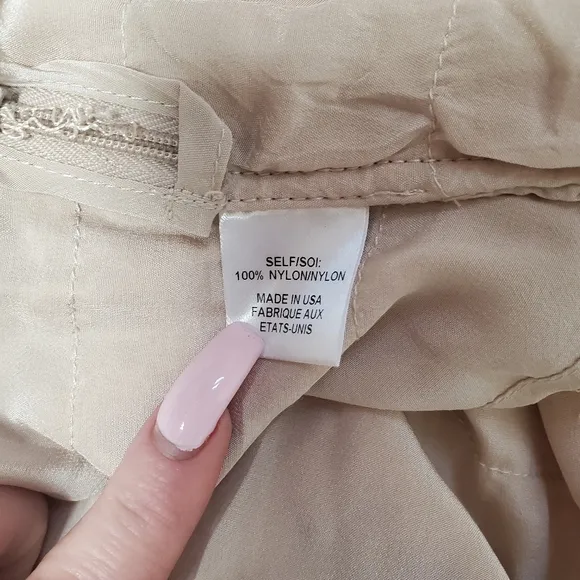 SELF/SOI:
100% NYLON/NYLON
MADE IN USA
FABRIQUE AUX
ETATS-UNIS